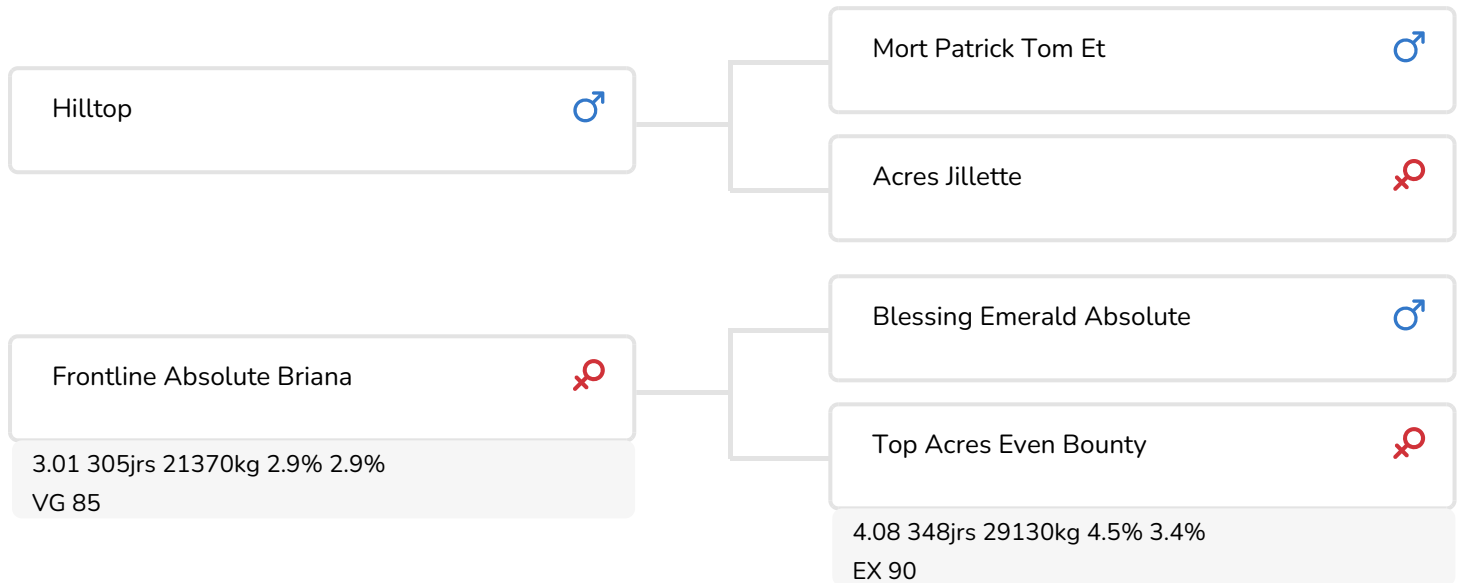 Mort Patrick Tom Et
Hilltop
Acres Jillette
Blessing Emerald Absolute
Frontline Absolute Briana
Top Acres Even Bounty
3.01 305jrs 21370kg 2.9% 2.9%
VG 85
4.08 348jrs 29130kg 4.5% 3.4%
EX 90